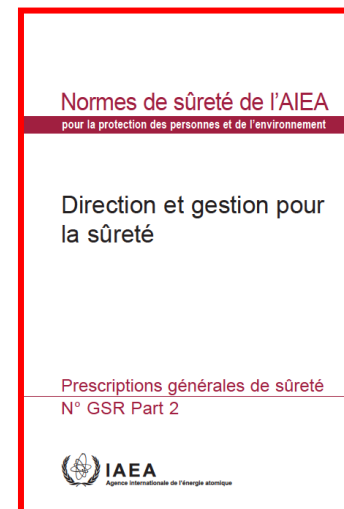 Normes de sûreté de l'AIEA
pour la protection des personnes et de l'environnement
Direction et gestion pour
la sûreté
Prescriptions générales de sûreté
N° GSR Part 2
IAEA
Agence internationale de l'énergie atomique